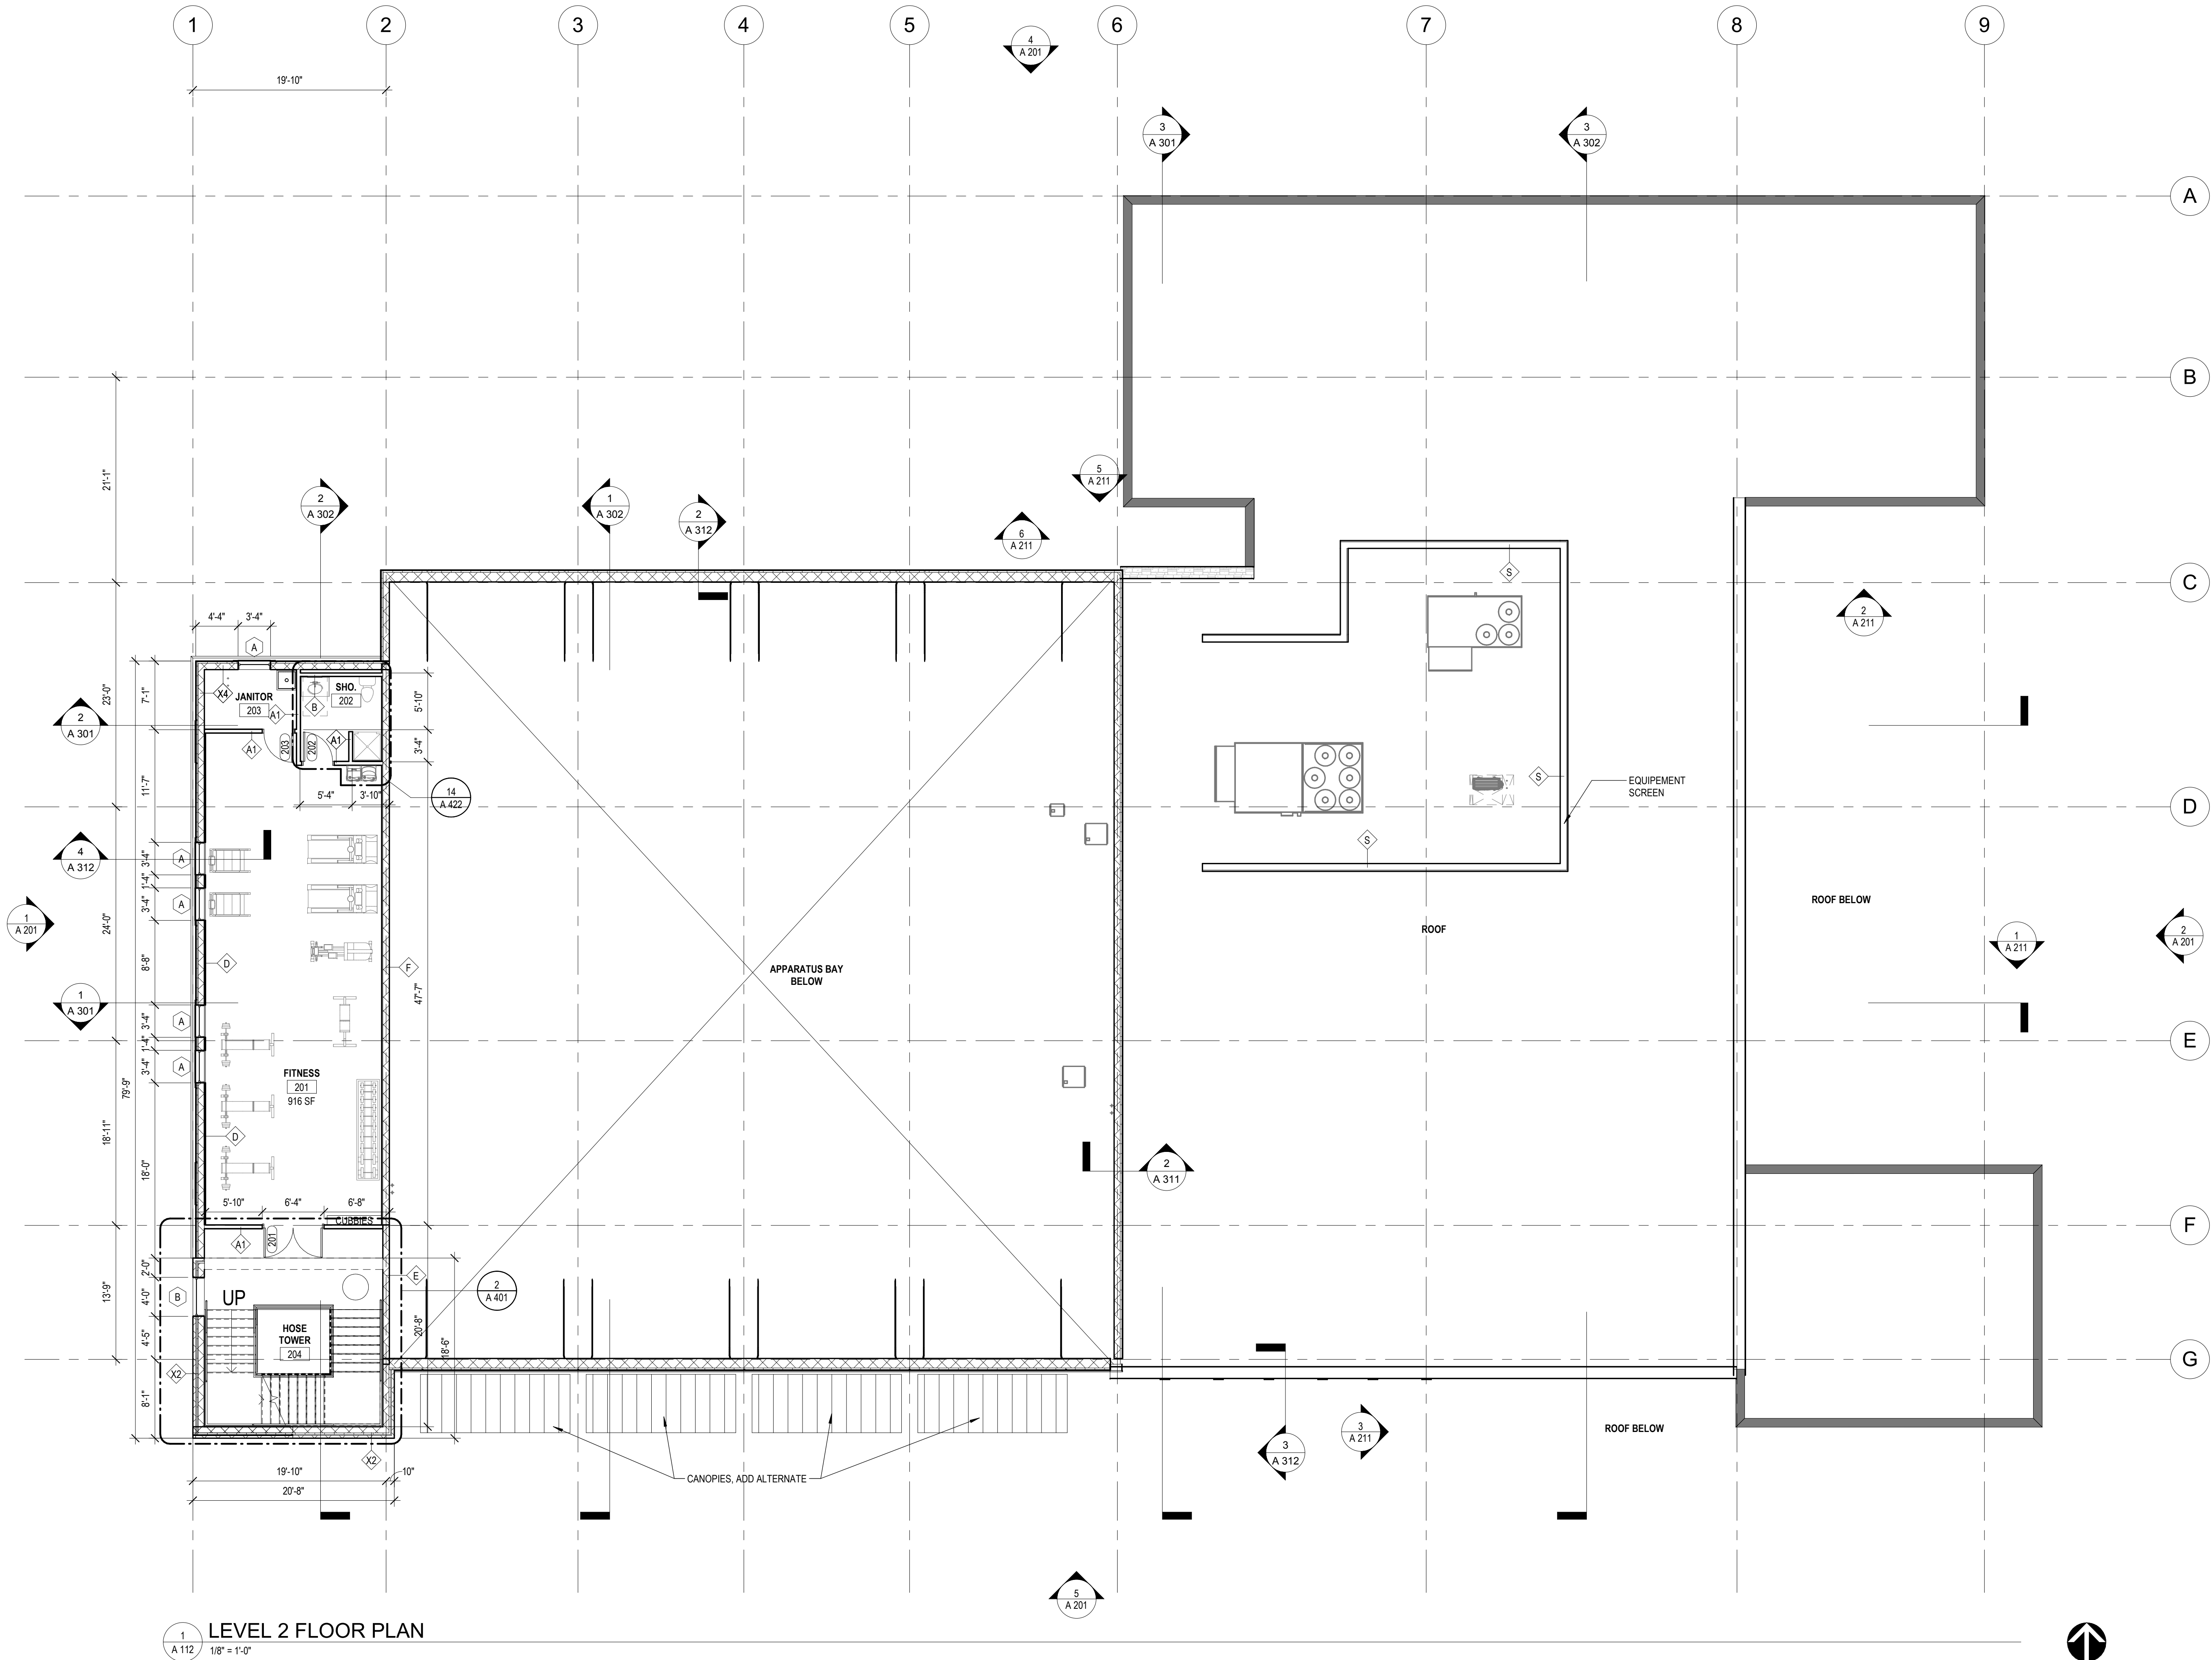 1
2
3
4
5
6
7
8
9
19'-10"
4
A 201
3
A 301
3
A 302
A
B
21'-1"
5
A 211
2
A 302
1
A 302
2
A 312
6
A 211
S
C
2
A 211
4'-4"
3'-4"
A
23'-0"
7'-1"
X4
JANITOR
203
A1
B
SHO.
202
5'-10"
2
A 301
A1
203
202
A1
3'-4"
11'-7"
5'-4"
3'-10"
14
A 422
S
EQUIPEMENT
SCREEN
D
4
A 312
3'-4"
A
1'-4"
3'-4"
A
S
1
A 201
24'-0"
ROOF BELOW
ROOF
1
A 211
2
A 201
8'-8"
D
F
APPARATUS BAY
BELOW
47'-7"
1
A 301
3'-4"
A
1'-4"
3'-4"
A
E
79'-9"
FITNESS
201
916 SF
18'-11"
D
18'-0"
2
A 311
5'-10"
6'-4"
6'-8"
CUBBIES
F
A1
201
2'-0"
E
13'-9"
4'-0"
B
UP
2
A 401
4'-5"
HOSE
TOWER
204
20'-8"
18'-6"
G
X2
8'-1"
X2
3
A 211
ROOF BELOW
3
A 312
19'-10"
10"
20'-8"
CANOPIES, ADD ALTERNATE
5
A 201
1
A 112
LEVEL 2 FLOOR PLAN
1/8" = 1'-0"